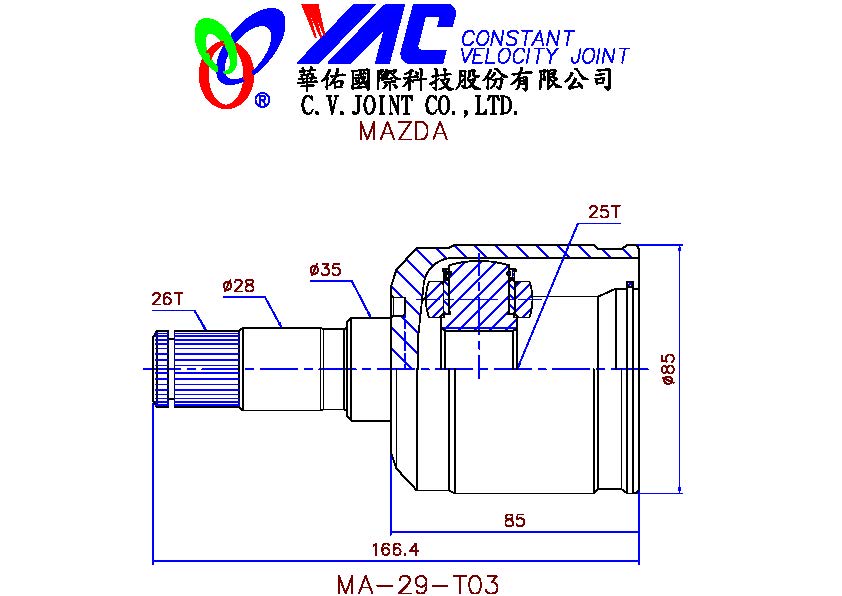 YAC CONSTANT
VELOCITY JOINT
®
華佑國際科技股份有限公司
C.V.JOINT CO.,LTD.
MAZDA
25T
ø35
ø28
26T
ø85
85
166.4
MA-29-T03